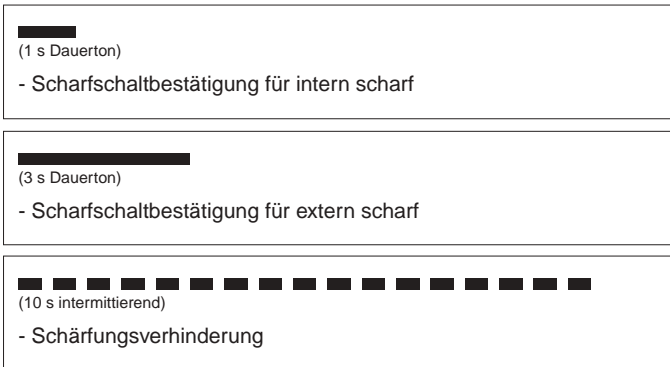 (1 s Dauerton)
- Scharfschaltbestätigung für intern scharf
(3 s Dauerton)
- Scharfschaltbestätigung für extern scharf
(10 s intermittierend)
- Schärfungsverhinderung